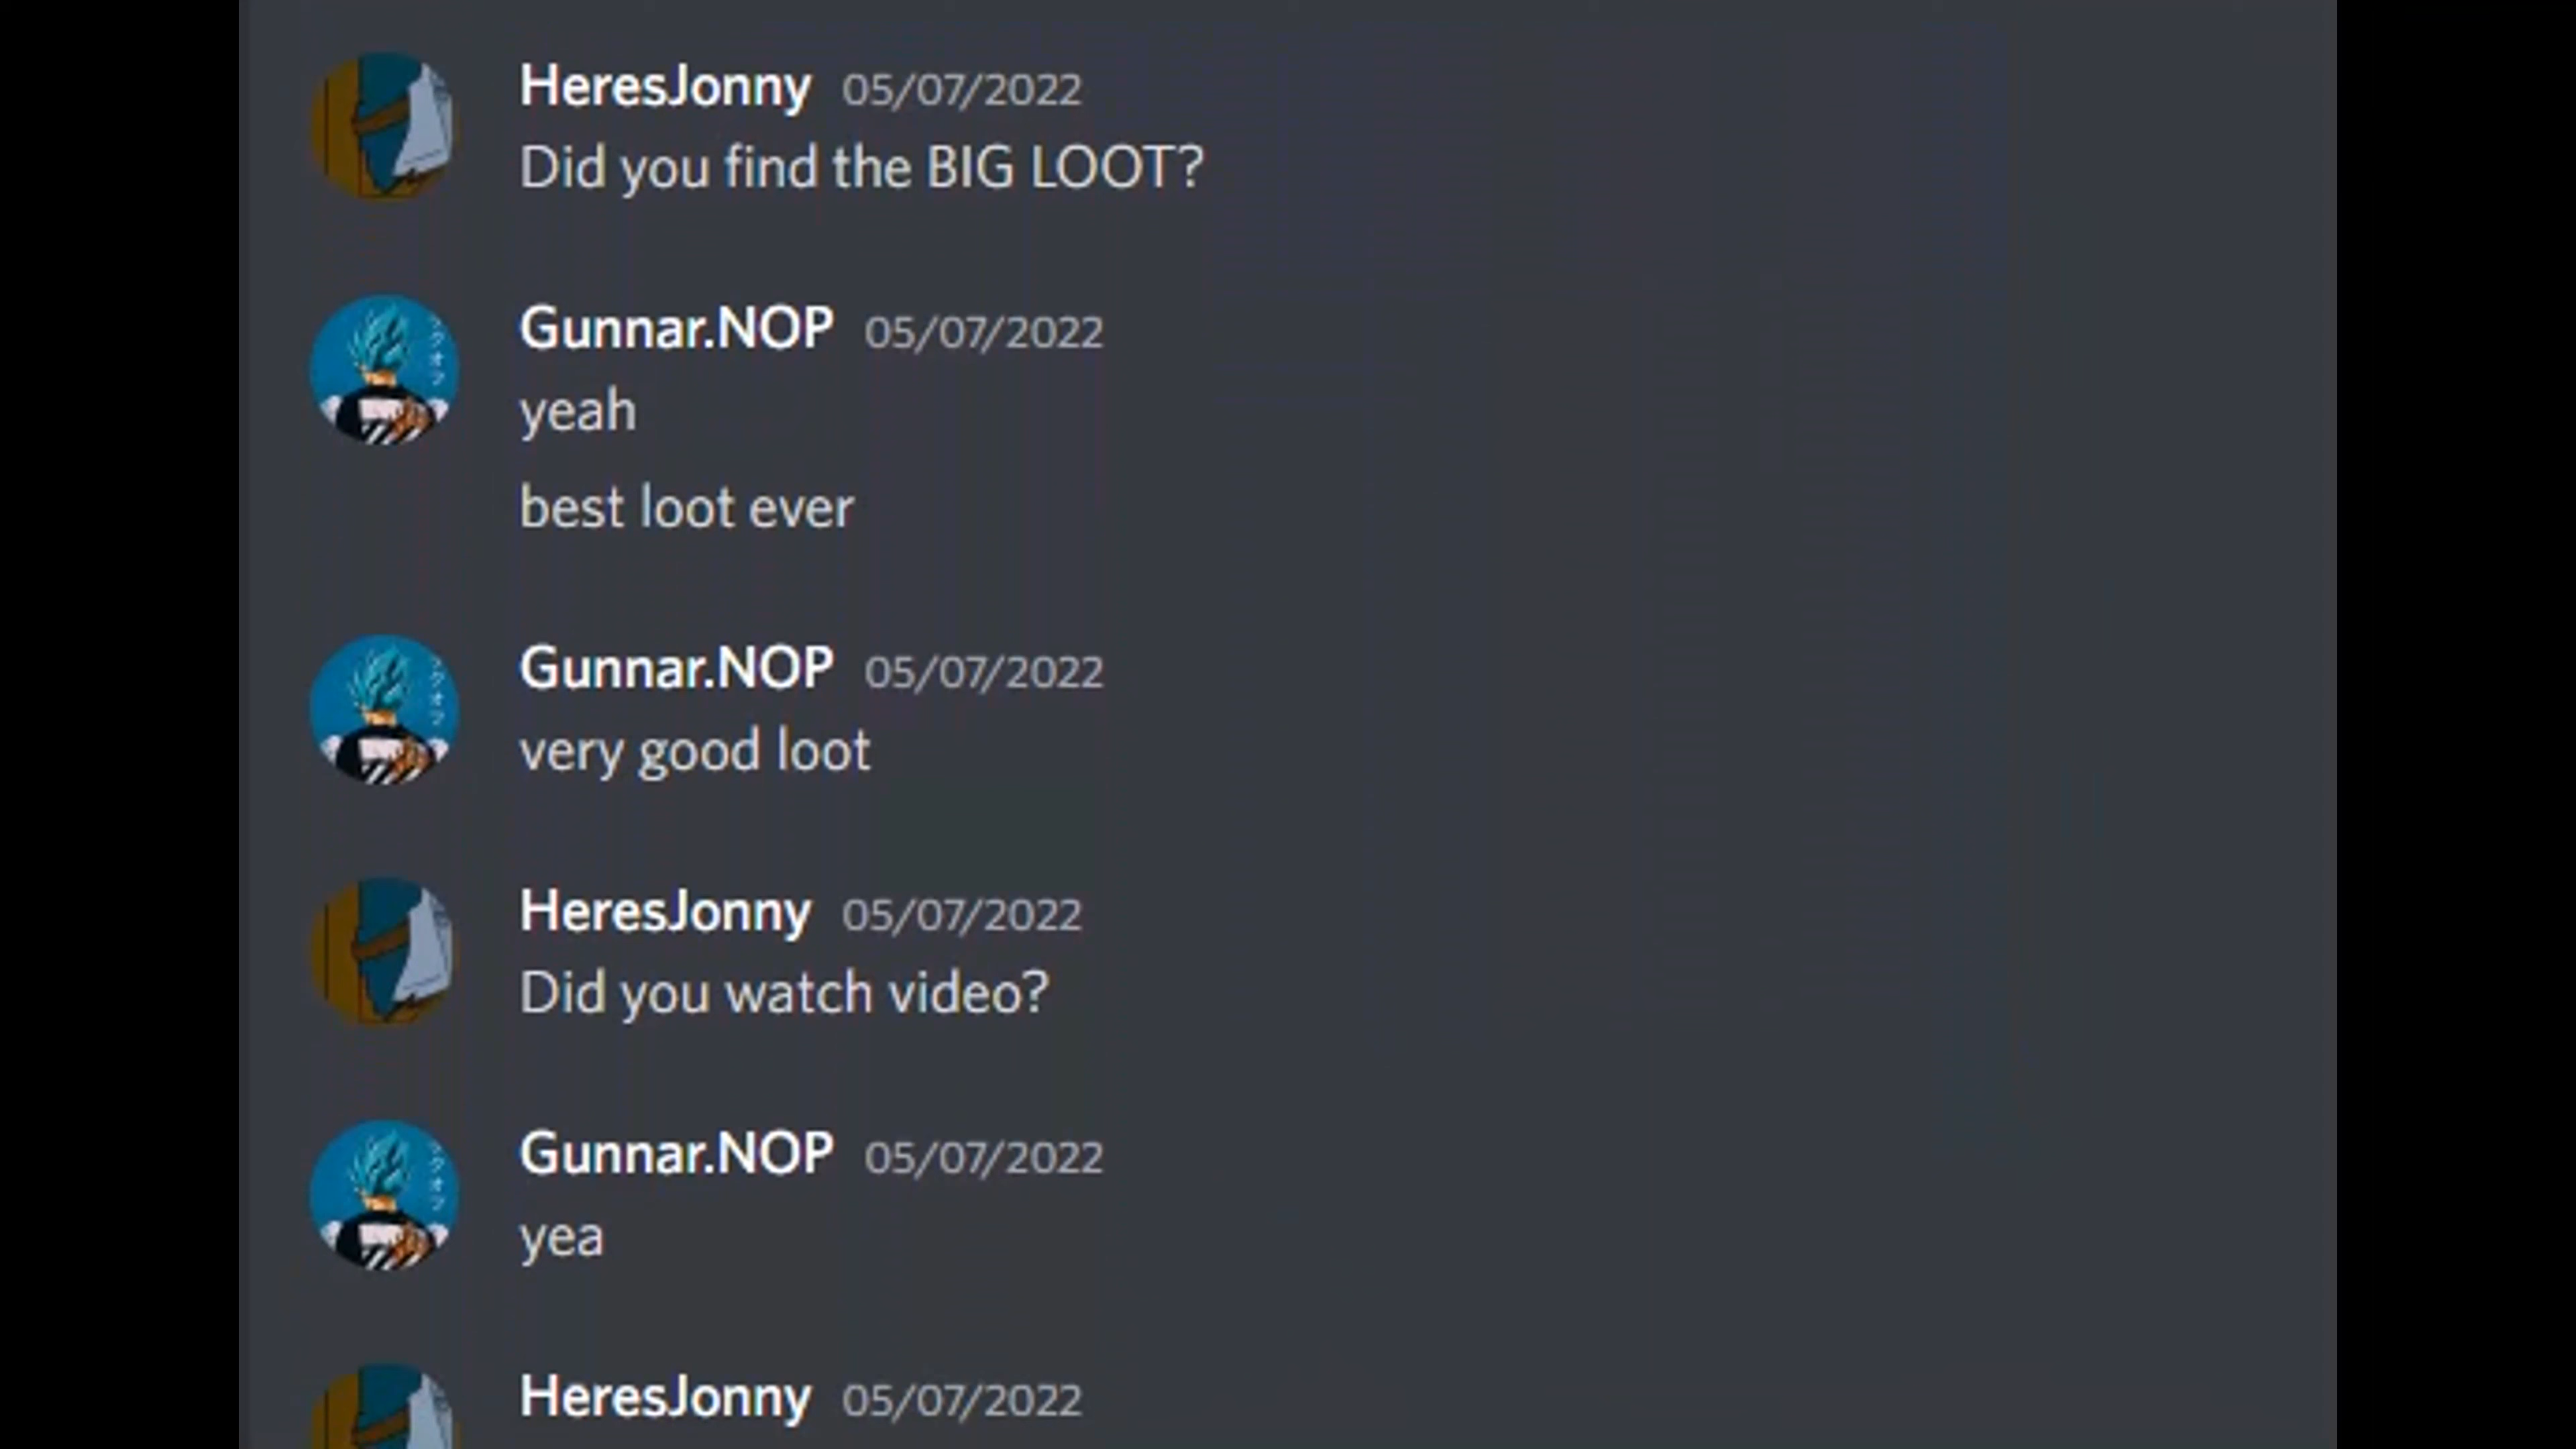 HeresJonny 05/07/2022
Did you find the BIG LOOT?
Gunnar.NOP 05/07/2022
yeah
best loot ever
Gunnar.NOP 05/07/2022
very good loot
HeresJonny 05/07/2022
Did you watch video?
Gunnar.NOP 05/07/2022
yea
HeresJonny 05/07/2022